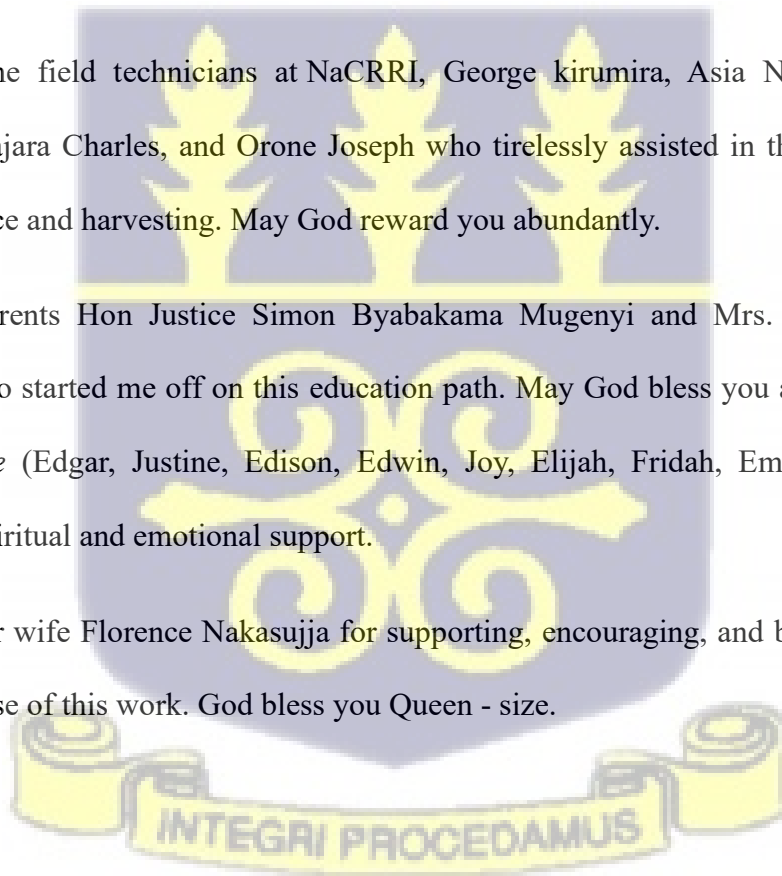 ne field technicians at NaCRRI, George kirumira, Asia N
ajara Charles, and Orone Joseph who tirelessly assisted in th
ce and harvesting. May God reward you abundantly.
rents Hon Justice Simon Byabakama Mugenyi and Mrs.
o started me off on this education path. May God bless you a
e (Edgar, Justine, Edison, Edwin, Joy, Elijah, Fridah, Em
iritual and emotional support.
r wife Florence Nakasujja for supporting, encouraging, and b
se of this work. God bless you Queen - size.
INTEGRI PROCEDAMUS